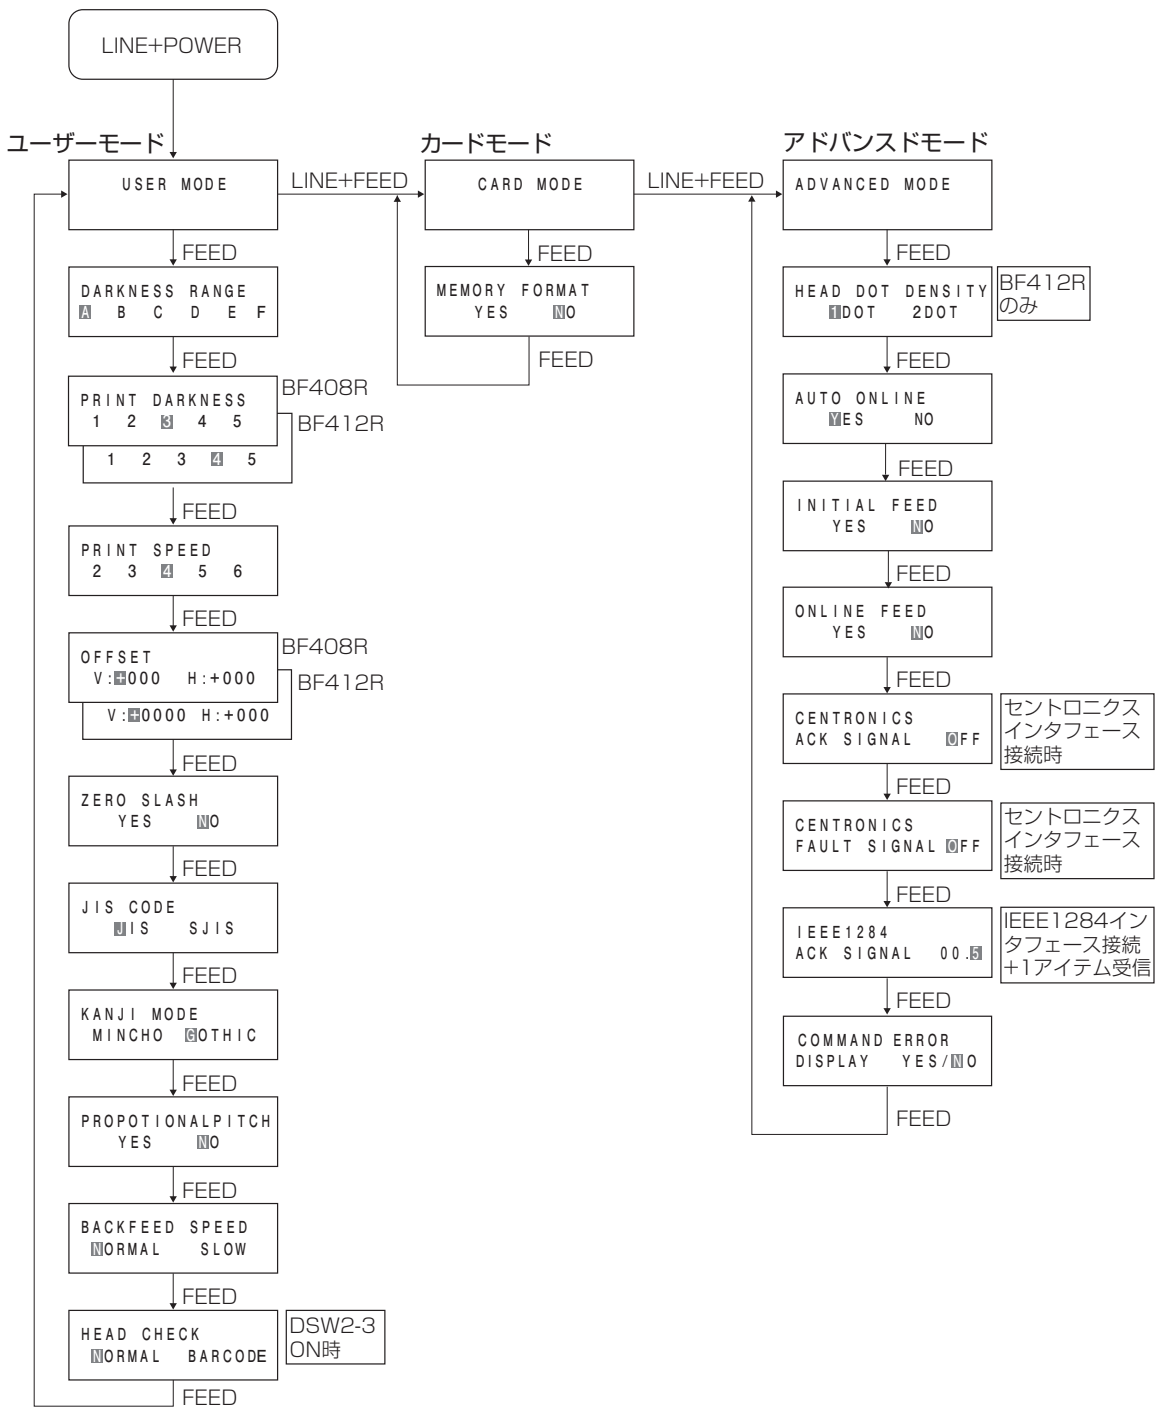 LINE+POWER
ユーザーモード
USER MODE
FEED
DARKNESS RANGE
A B C D E F
FEED
PRINT DARKNESS
1 2 3 4 5
BF408R
BF412R
1 2 3 4 5
FEED
PRINT SPEED
2 3 4 5 6
FEED
OFFSET
V:+000 H:+000
BF408R
BF412R
V:+0000 H:+000
FEED
ZERO SLASH
YES NO
FEED
JIS CODE
JIS SJIS
FEED
KANJI MODE
MINCHO GOTHIC
FEED
PROPOTIONALPITCH
YES NO
FEED
BACKFEED SPEED
NORMAL SLOW
FEED
HEAD CHECK
NORMAL BARCODE
DSW2-3
ON時
FEED
LINE+FEED
カードモード
CARD MODE
FEED
MEMORY FORMAT
YES NO
FEED
LINE+FEED
アドバンスドモード
ADVANCED MODE
FEED
HEAD DOT DENSITY
1DOT 2DOT
BF412R
のみ
FEED
AUTO ONLINE
YES NO
FEED
INITIAL FEED
YES NO
FEED
ONLINE FEED
YES NO
FEED
CENTRONICS
ACK SIGNAL OFF
セントロニクス
インタフェース
接続時
FEED
CENTRONICS
FAULT SIGNAL OFF
セントロニクス
インタフェース
接続時
FEED
IEEE1284
ACK SIGNAL 00.5
IEEE1284イン
タフェース接続
+1アイテム受信
FEED
COMMAND ERROR
DISPLAY YES/NO
FEED